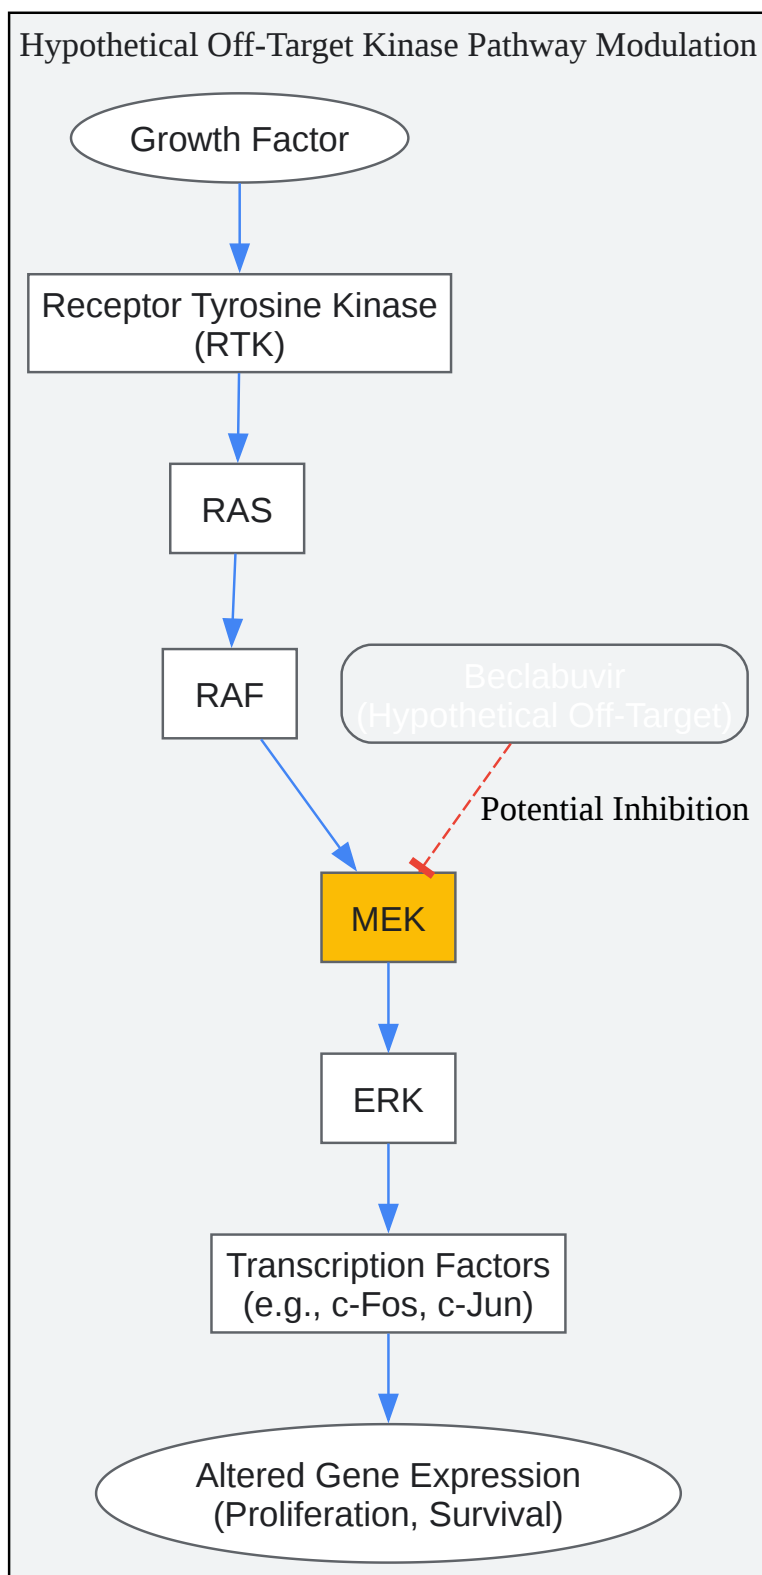 Hypothetical Off-Target Kinase Pathway Modulation
Growth Factor
Receptor Tyrosine Kinase
(RTK)
RAS
RAF
Beclabuvir
(Hypothetical Off-Target)
Potential Inhibition
MEK
ERK
Transcription Factors
(e.g., c-Fos, c-Jun)
Altered Gene Expression
(Proliferation, Survival)